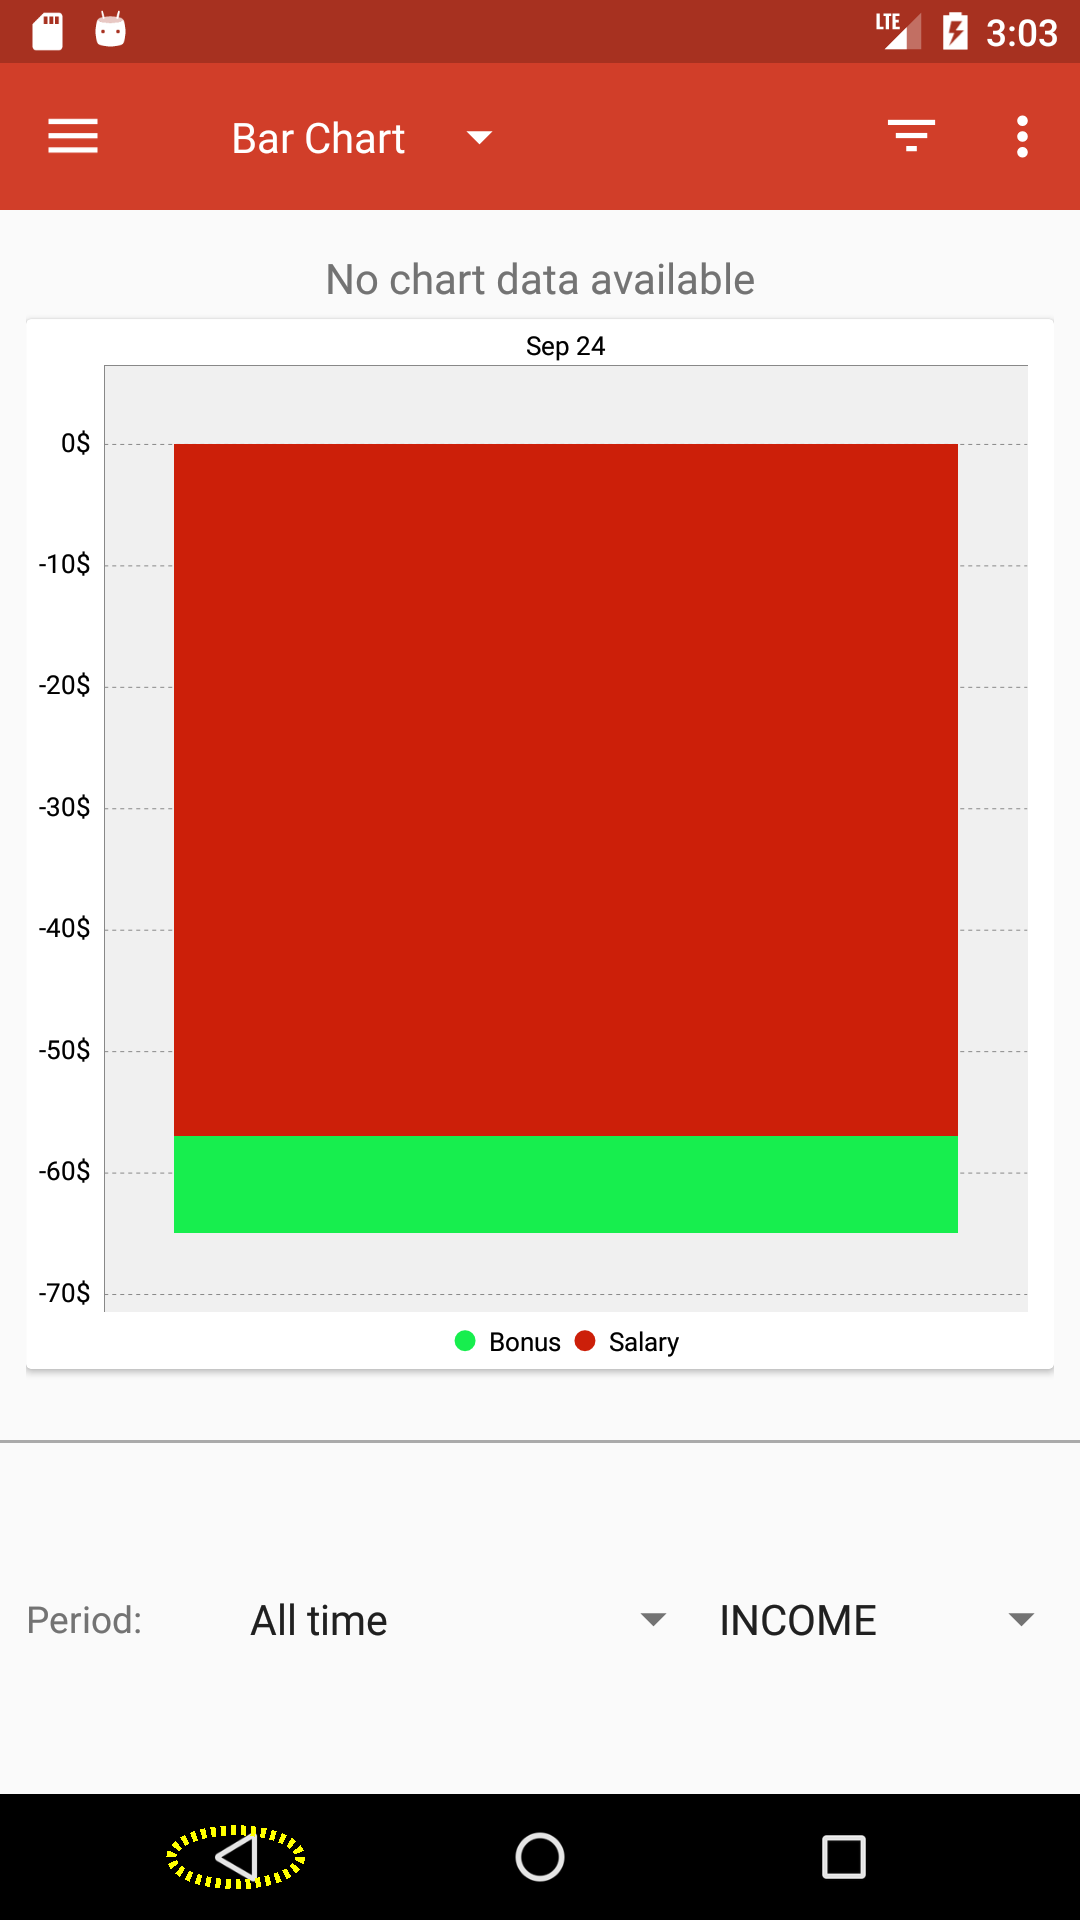 LTE 3:03
Bar Chart
No chart data available
Sep 24
0$
-10$
-20$
-30$
-40$
-50$
-60$
-70$
Bonus Salary
Period: All time INCOME